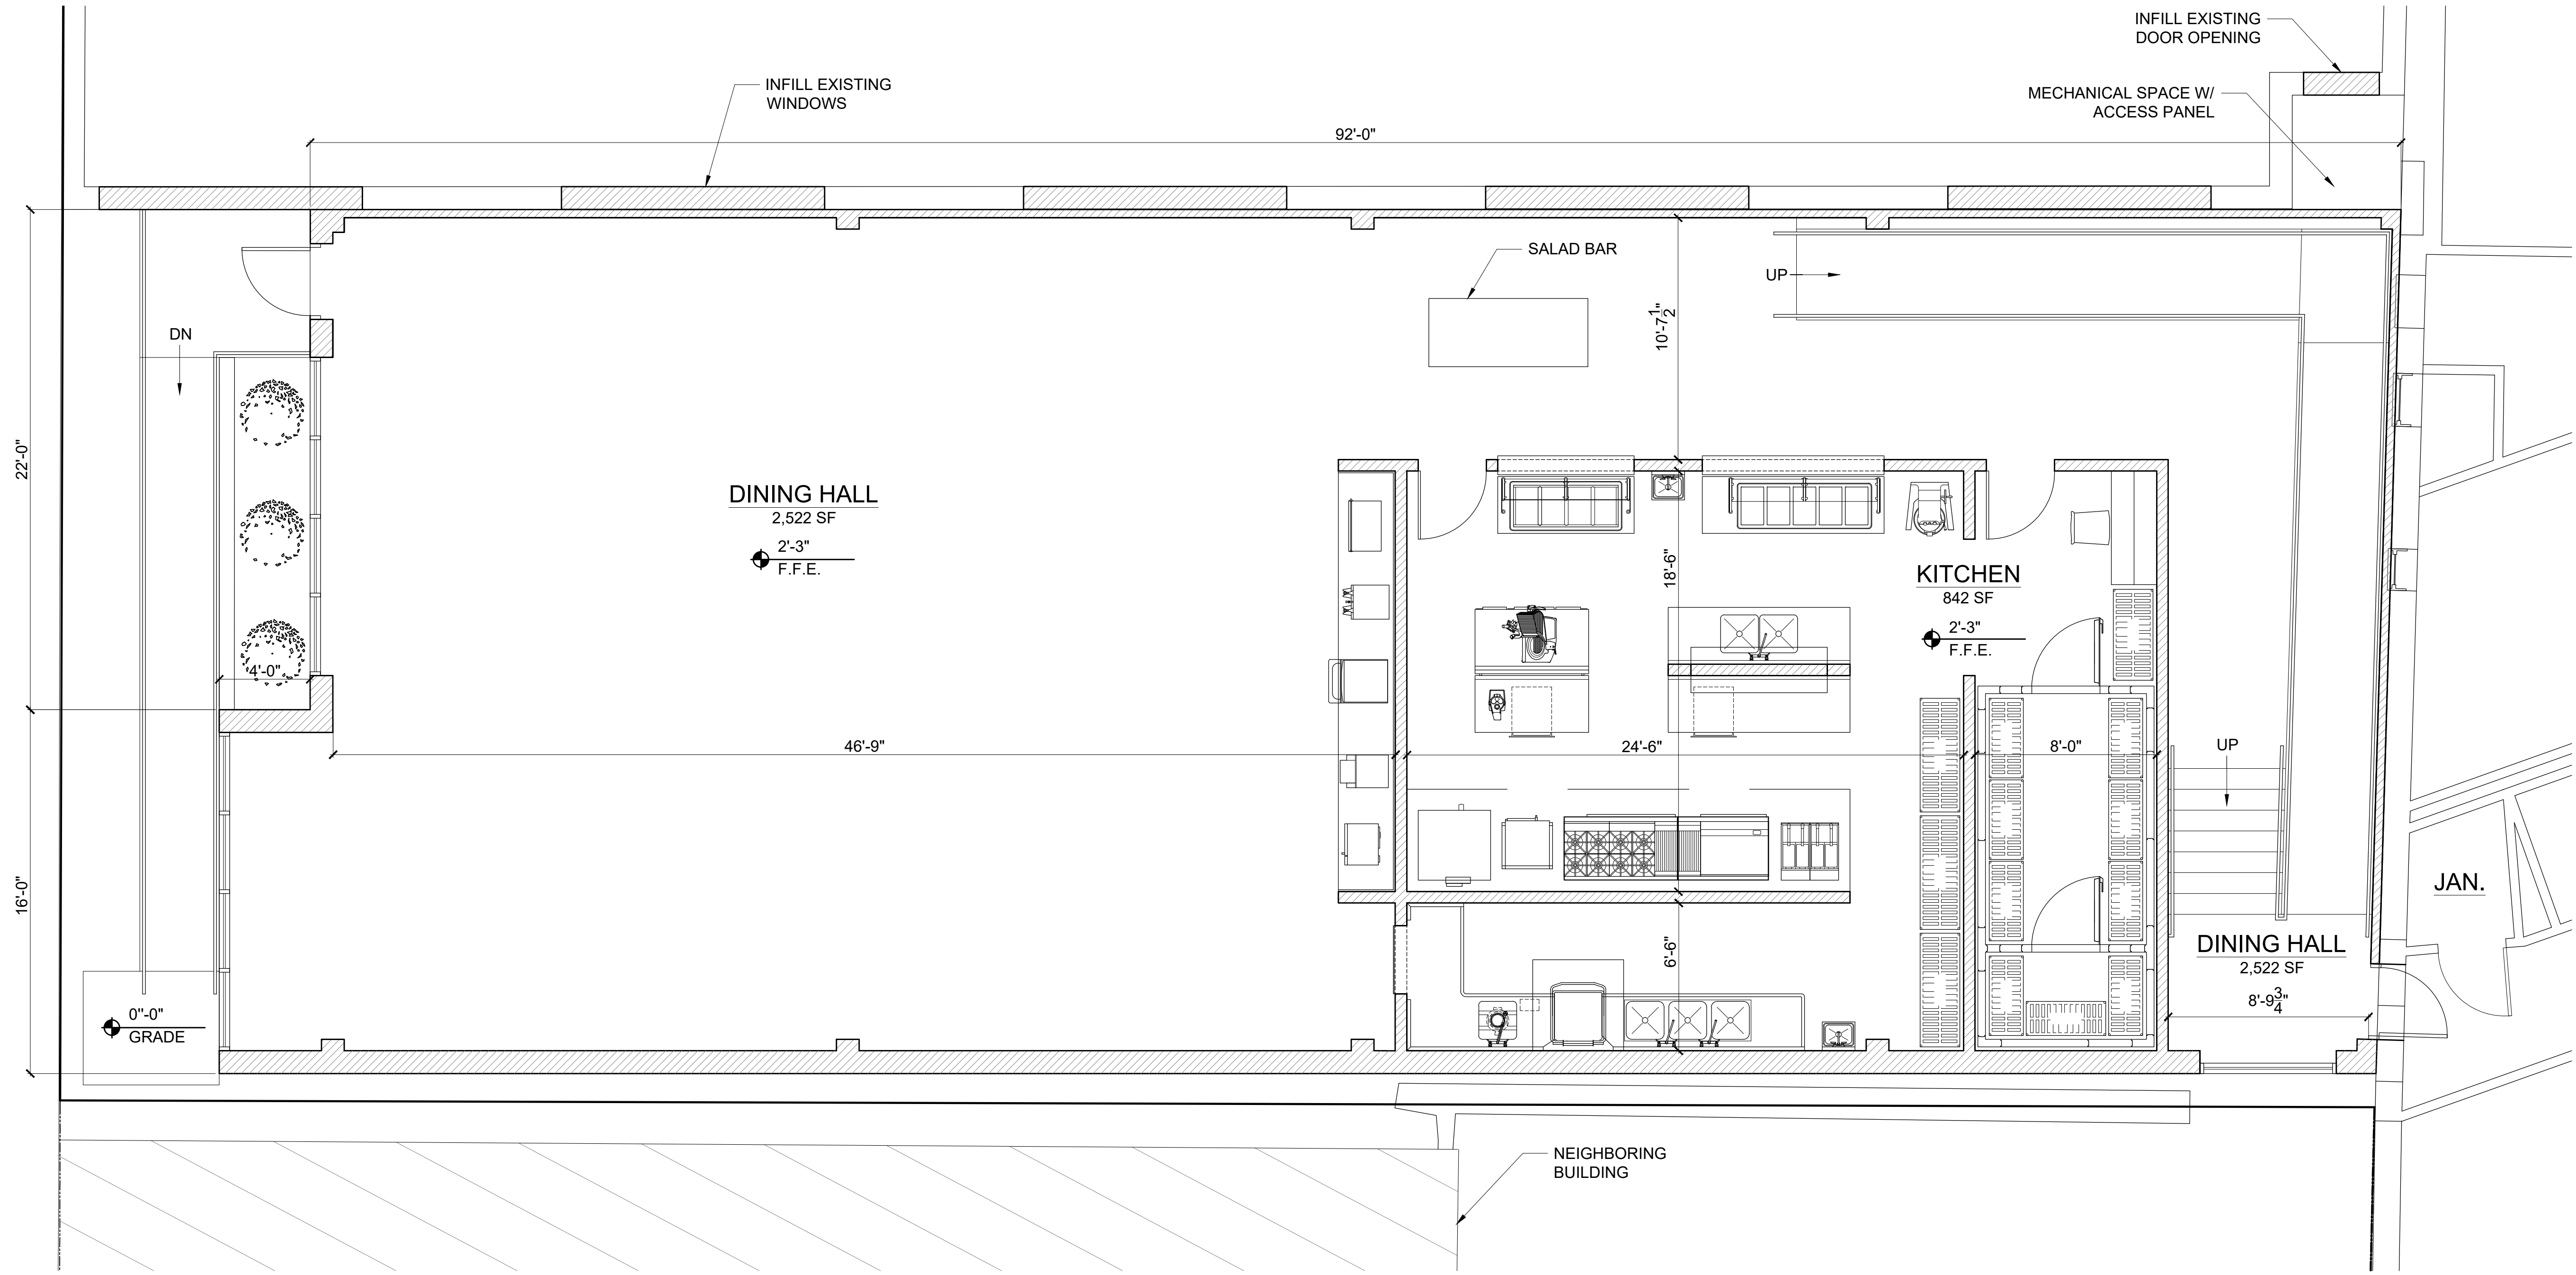 INFILL EXISTING
DOOR OPENING
INFILL EXISTING
WINDOWS
MECHANICAL SPACE W/
ACCESS PANEL
92'-0"
SALAD BAR
UP
10'-7 1/2"
DN
22'-0"
DINING HALL
2,522 SF
2'-3"
F.F.E.
18'-6"
KITCHEN
842 SF
2'-3"
F.F.E.
4'-0"
46'-9"
24'-6"
8'-0"
UP
16'-0"
JAN.
6'-6"
DINING HALL
2,522 SF
8'-9 3/4"
0"-0"
GRADE
NEIGHBORING
BUILDING